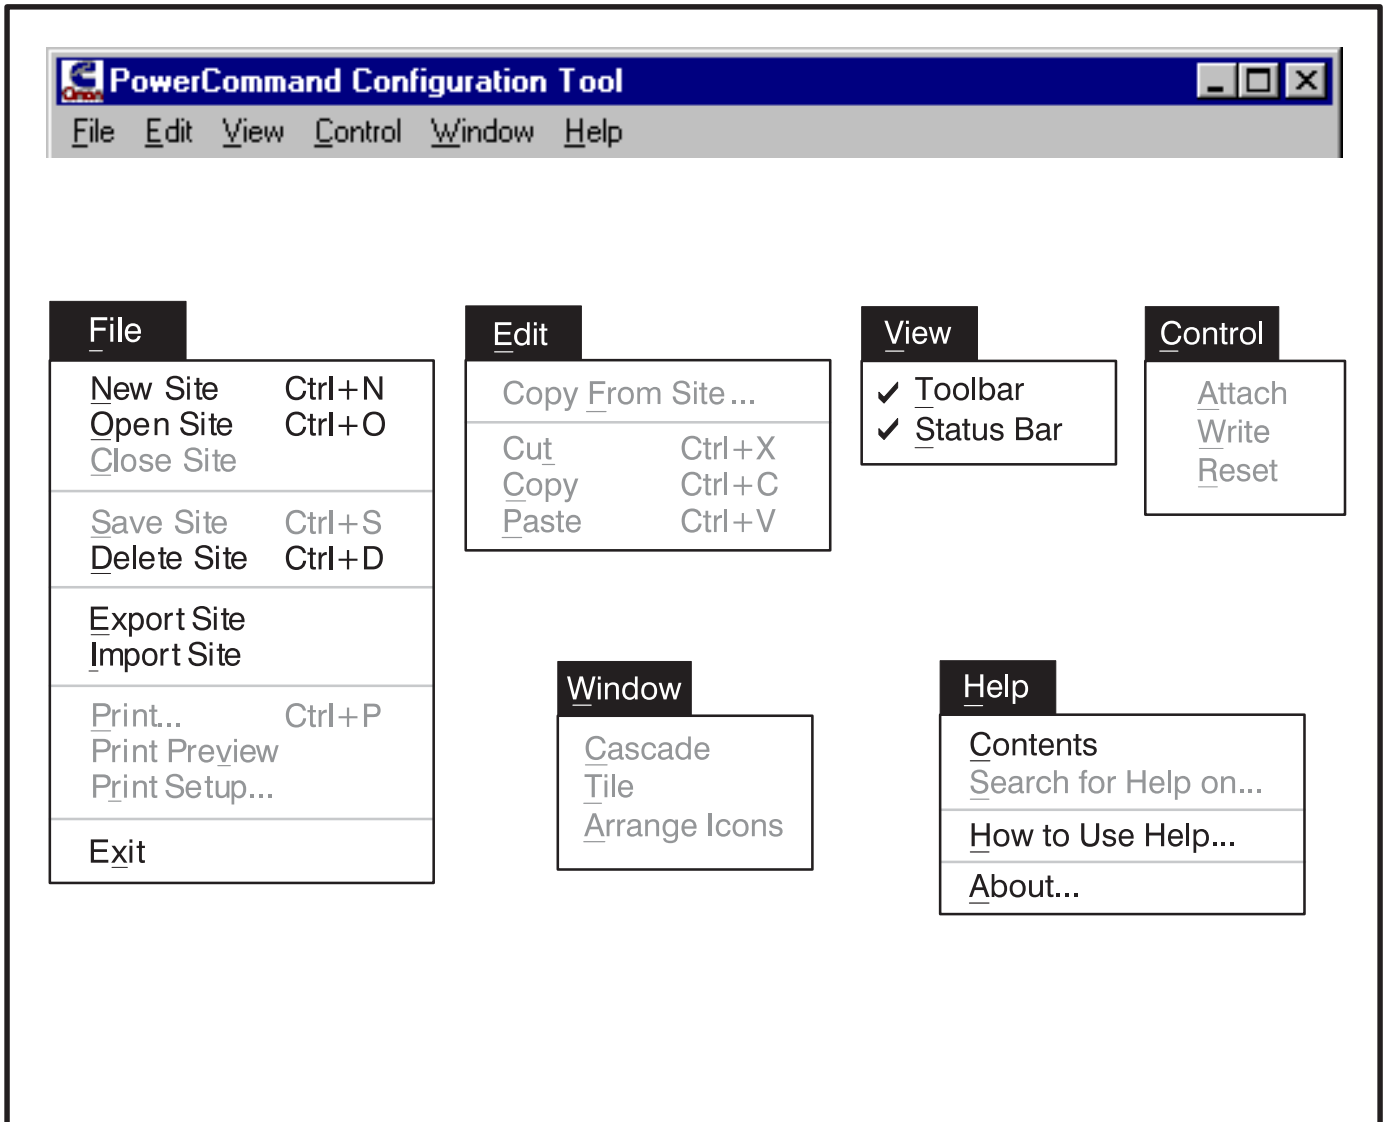 PowerCommand Configuration Tool
File Edit View Control Window Help
File
New Site Ctrl+N
Open Site Ctrl+O
Close Site
Save Site Ctrl+S
Delete Site Ctrl+D
Export Site
Import Site
Print... Ctrl+P
Print Preview
Print Setup...
Exit
Edit
Copy From Site ...
Cut Ctrl+X
Copy Ctrl+C
Paste Ctrl+V
View
✓ Toolbar
✓ Status Bar
Control
Attach
Write
Reset
Window
Cascade
Tile
Arrange Icons
Help
Contents
Search for Help on...
How to Use Help...
About...